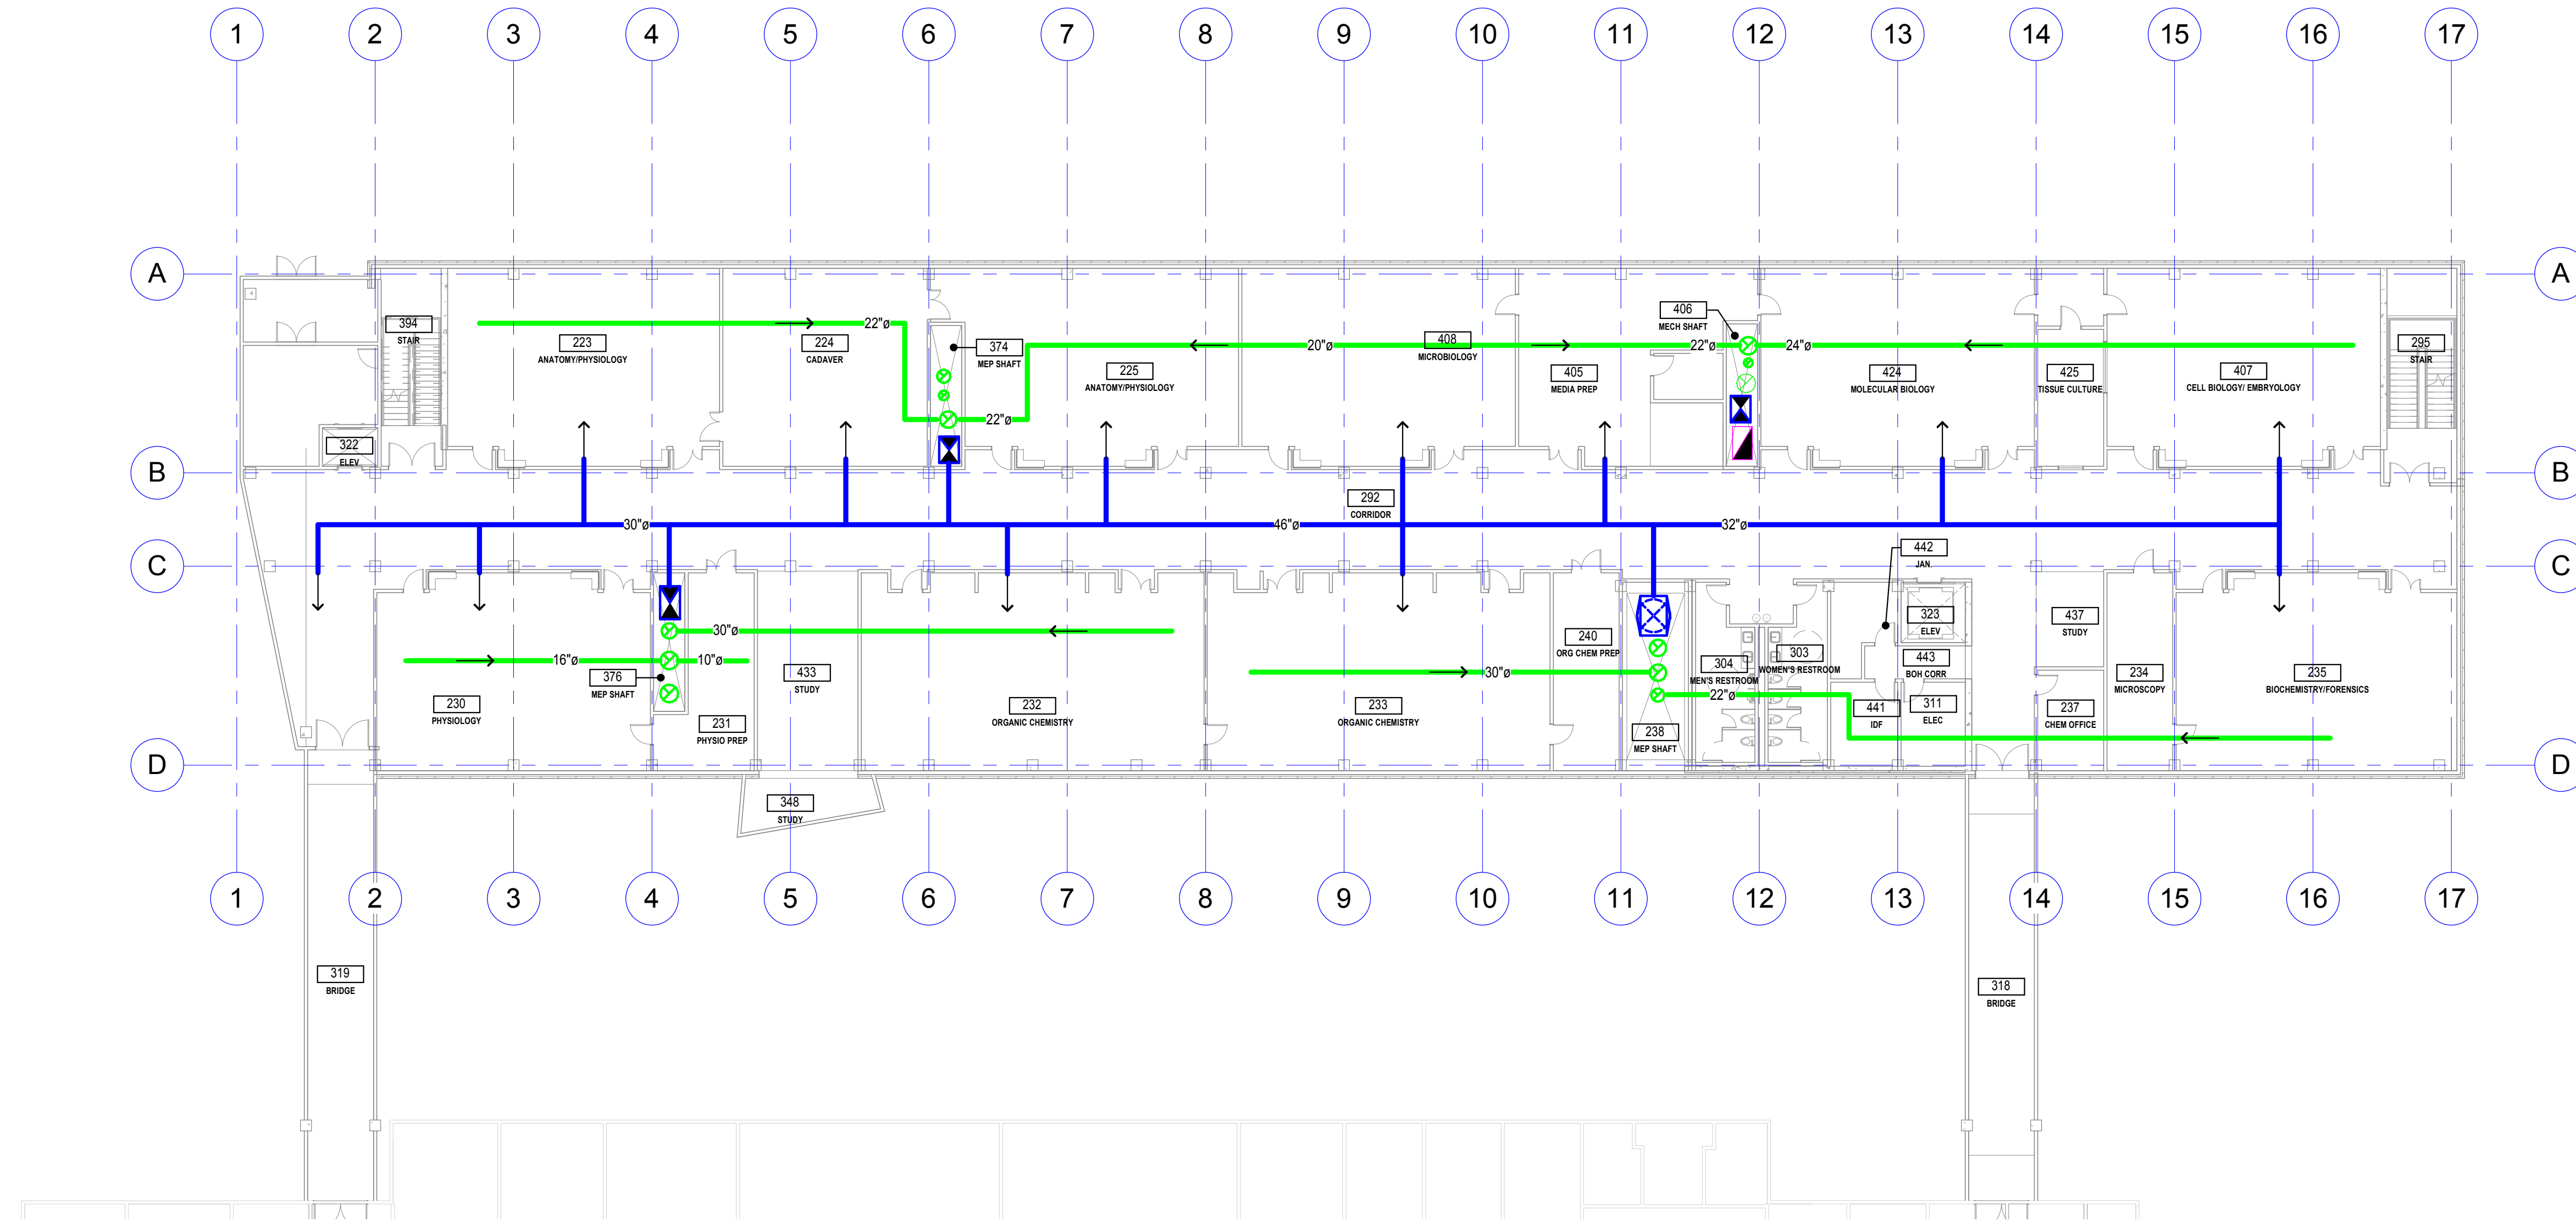 1 2 3 4 5 6 7 8 9 10 11 12 13 14 15 16 17
A A
394
STAIR
223
ANATOMY/PHYSIOLOGY
22"ø
224
CADAVER
374
MEP SHAFT
225
ANATOMY/PHYSIOLOGY
22"ø
20"ø
408
MICROBIOLOGY
405
MEDIA PREP
406
MECH SHAFT
22"ø
24"ø
424
MOLECULAR BIOLOGY
425
TISSUE CULTURE
407
CELL BIOLOGY/ EMBRYOLOGY
295
STAIR
322
ELEV
B B
292
CORRIDOR
30"ø
46"ø
32"ø
C C
442
JAN.
30"ø
16"ø
10"ø
376
MEP SHAFT
230
PHYSIOLOGY
231
PHYSIO PREP
433
STUDY
232
ORGANIC CHEMISTRY
233
ORGANIC CHEMISTRY
30"ø
240
ORG CHEM PREP
238
MEP SHAFT
22"ø
304
MEN'S RESTROOM
303
WOMEN'S RESTROOM
323
ELEV
443
BOH CORR
441
IDF
311
ELEC
437
STUDY
237
CHEM OFFICE
234
MICROSCOPY
235
BIOCHEMISTRY/FORENSICS
D D
348
STUDY
1 2 3 4 5 6 7 8 9 10 11 12 13 14 15 16 17
319
BRIDGE
318
BRIDGE